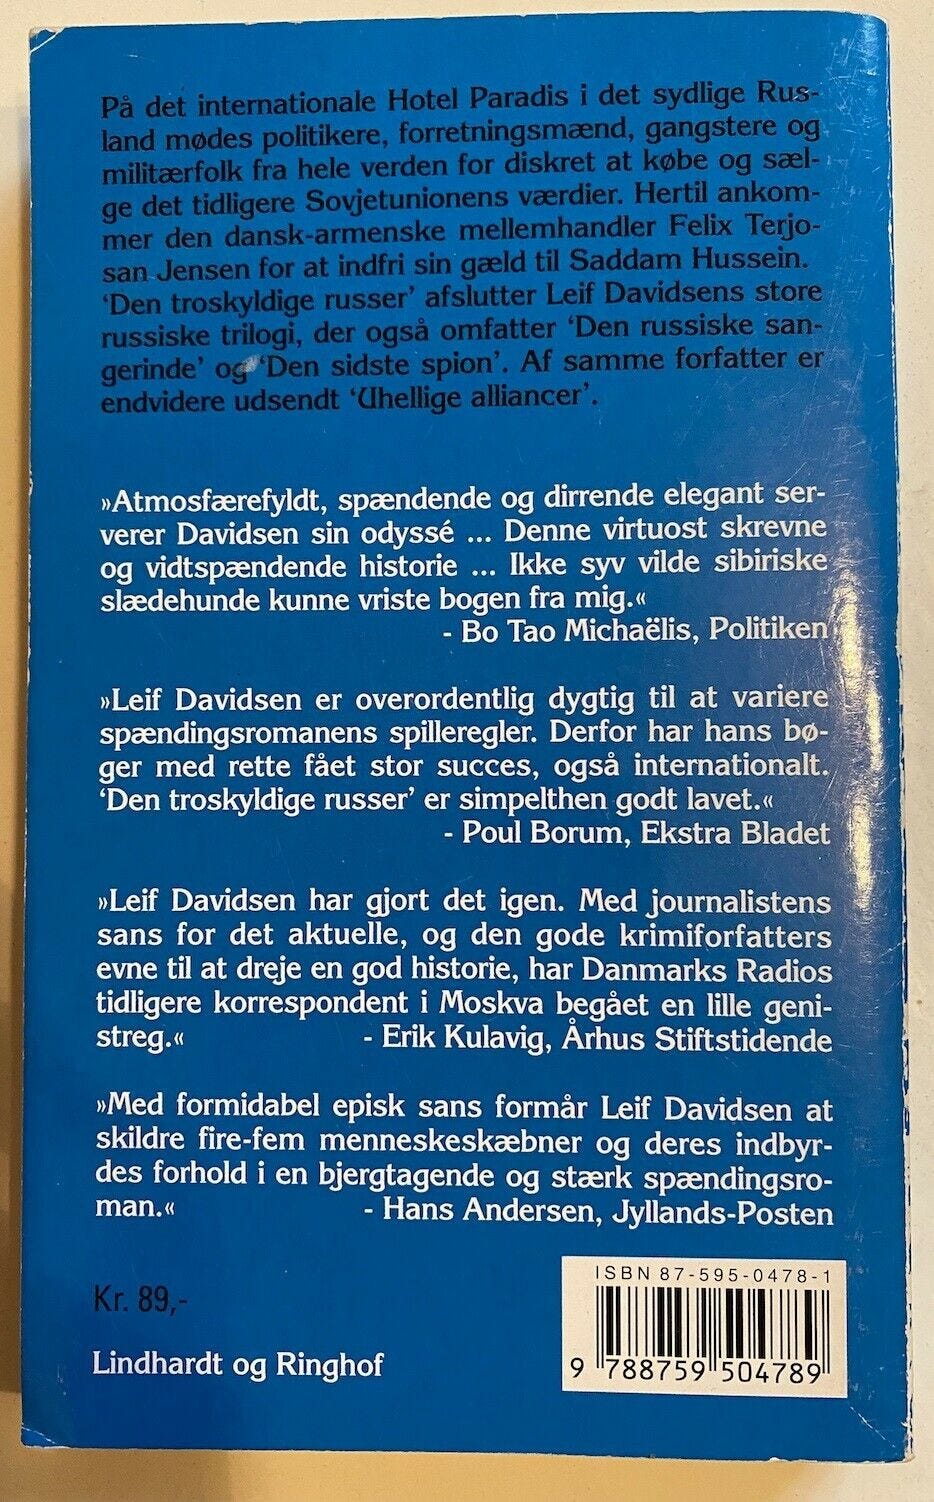 På det internationale Hotel Paradis i det sydlige Rus-
land mødes politikere, forretningsmænd, gangstere og
militærfolk fra hele verden for diskret at købe og sæl-
ge det tidligere Sovjetunionens værdier. Hertil ankom-
mer den dansk-armenske mellemhandler Felix Terjo-
san Jensen for at indfri sin gæld til Saddam Hussein.
‘Den troskyldige russer’ afslutter Leif Davidsens store
russiske trilogi, der også omfatter ‘Den russiske san-
gerinde’ og ‘Den sidste spion’. Af samme forfatter er
endvidere udsendt ‘Uhellige alliancer’.
»Atmosfærefyldt, spændende og dirrende elegant ser-
verer Davidsen sin odyssé ... Denne virtuost skrevne
og vidtspændende historie ... Ikke syv vilde sibiriske
slædehunde kunne vriste bogen fra mig.«
- Bo Tao Michaëlis, Politiken
»Leif Davidsen er overordentlig dygtig til at variere
spændingsromanens spilleregler. Derfor har hans bø-
ger med rette fået stor succes, også internationalt.
‘Den troskyldige russer’ er simpelthen godt lavet.«
- Poul Borum, Ekstra Bladet
»Leif Davidsen har gjort det igen. Med journalistens
sans for det aktuelle, og den gode krimiforfatters
evne til at dreje en god historie, har Danmarks Radios
tidligere korrespondent i Moskva begået en lille geni-
streg.« - Erik Kulavig, Århus Stiftstidende
»Med formidabel episk sans formår Leif Davidsen at
skildre fire-fem menneskeskæbner og deres indbyr-
des forhold i en bjergtagende og stærk spændingsro-
man.« - Hans Andersen, Jyllands-Posten
Kr. 89,-
Lindhardt og Ringhof
ISBN 87-595-0478-1
9 788759 504789